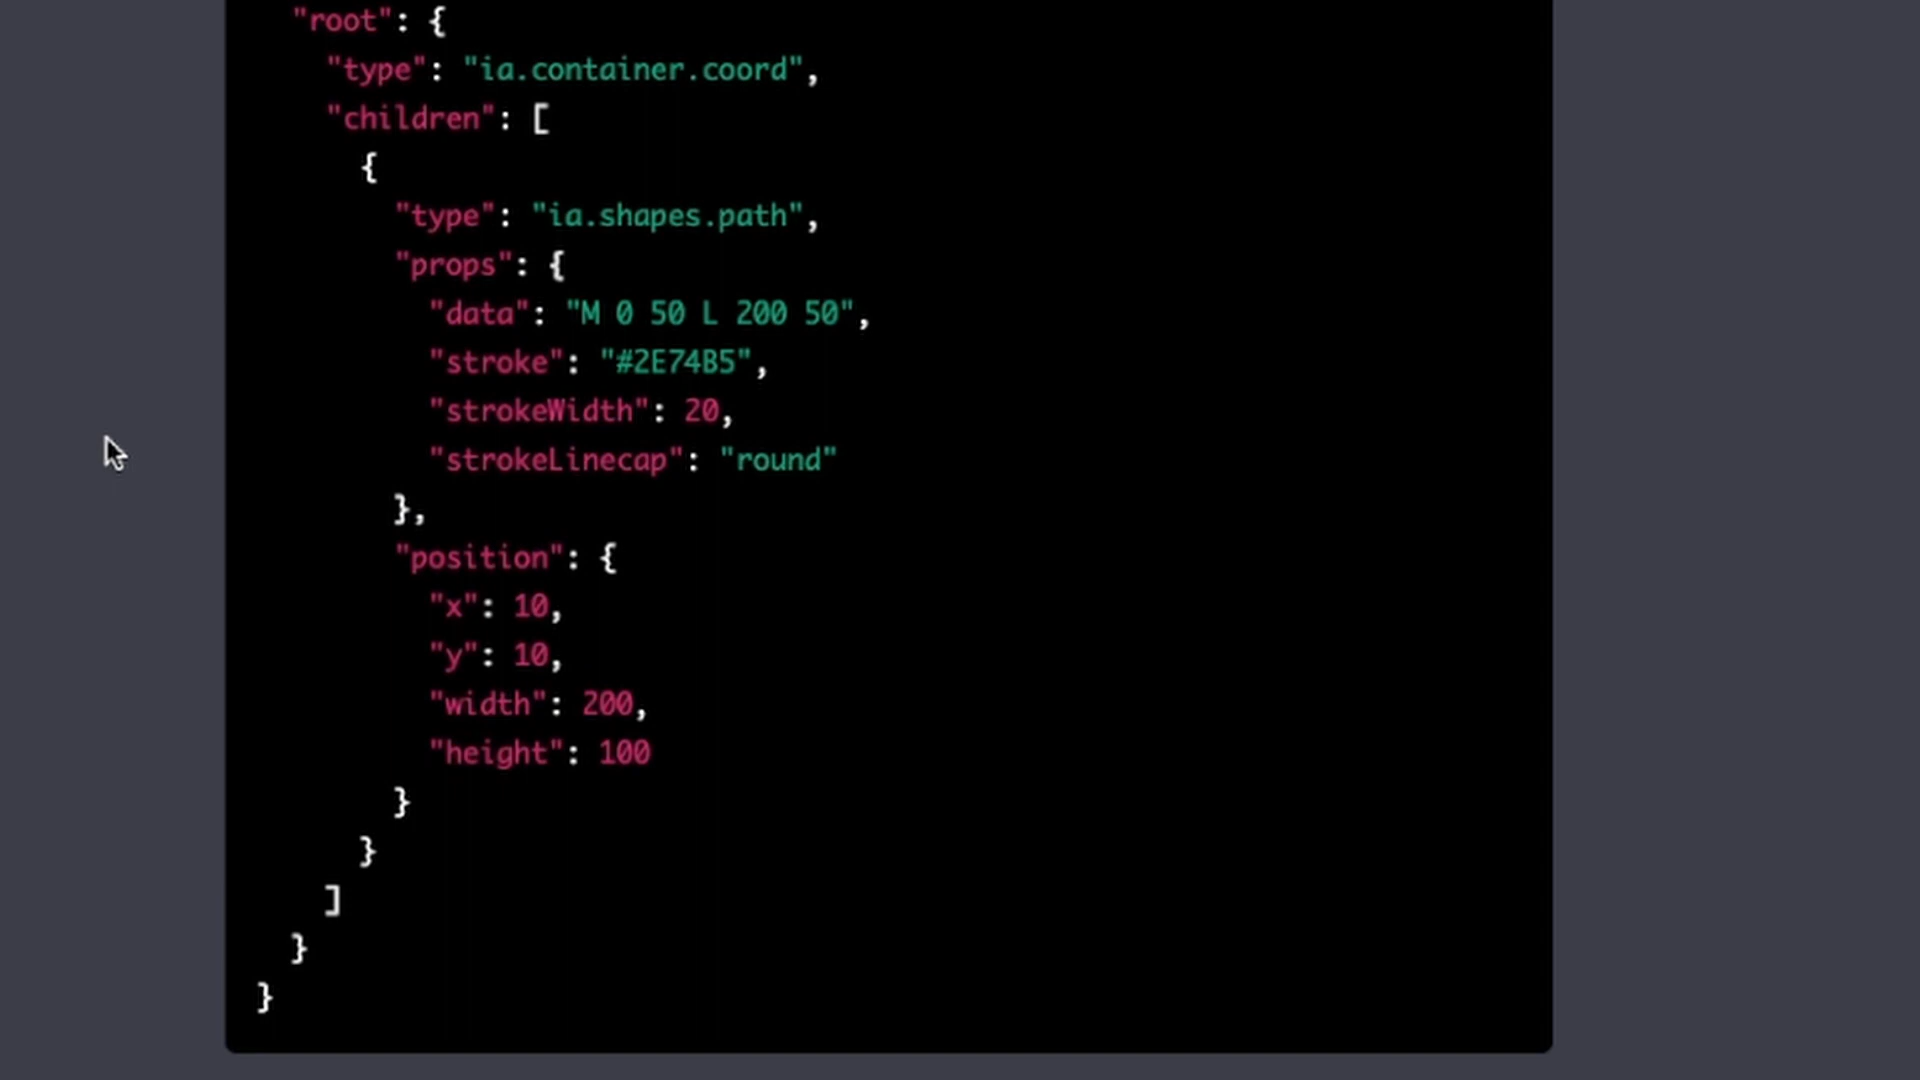 "root": {
"type": "ia.container.coord",
"children": [
{
"type": "ia.shapes.path",
"props": {
"data": "M 0 50 L 200 50",
"stroke": "#2E74B5",
"strokeWidth": 20,
"strokeLinecap": "round"
},
"position": {
"x": 10,
"y": 10,
"width": 200,
"height": 100
}
}
]
}
}